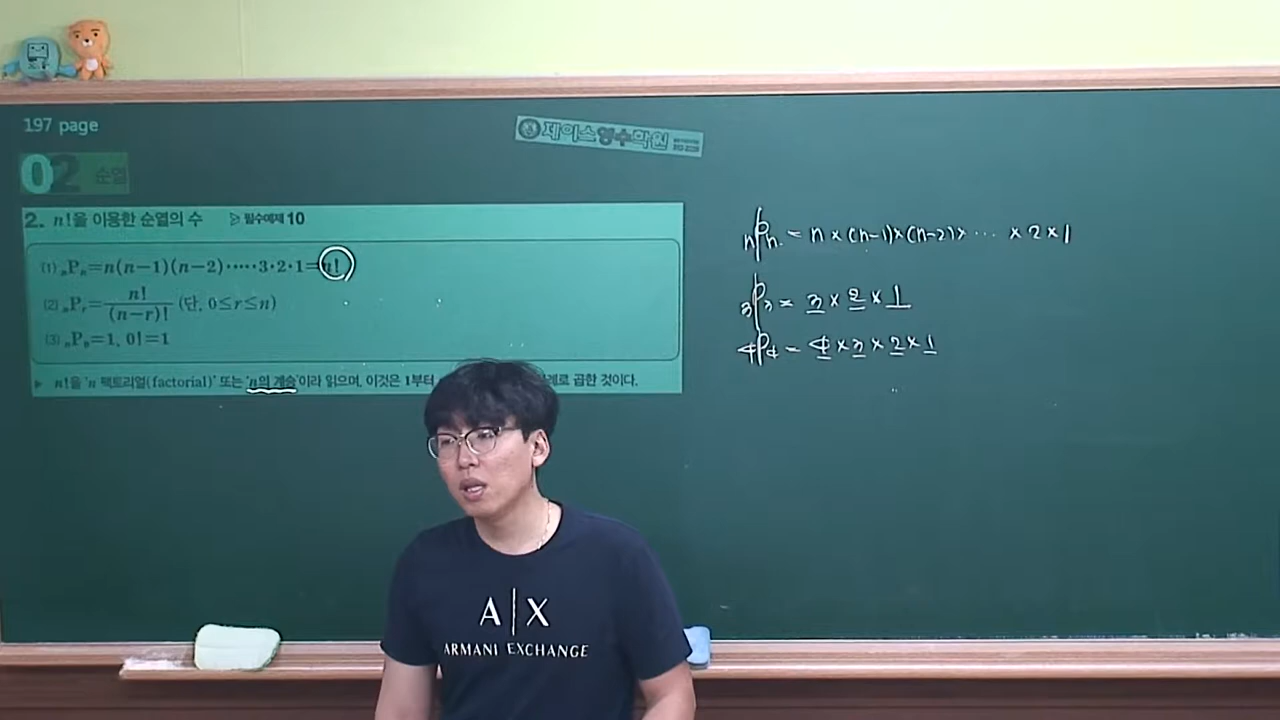 197 page
제이스영수학원
02 순열
2. n!을 이용한 순열의 수 ▷ 필수예제 10
(1) ₙPₙ=n(n−1)(n−2)·····3·2·1=n!
(2) ₙPᵣ=n!/(n−r)! (단, 0≤r≤n)
(3) ₙP₀=1, 0!=1
▶ n!을 'n 팩토리얼(factorial)' 또는 'n의 계승'이라 읽으며, 이것은 1부터 례로 곱한 것이다.
ₙPₙ = n×(n−1)×(n−2)× ··· ×2×1
₃P₃ = 3×2×1
₄P₄ = 4×3×2×1
A|X
ARMANI EXCHANGE